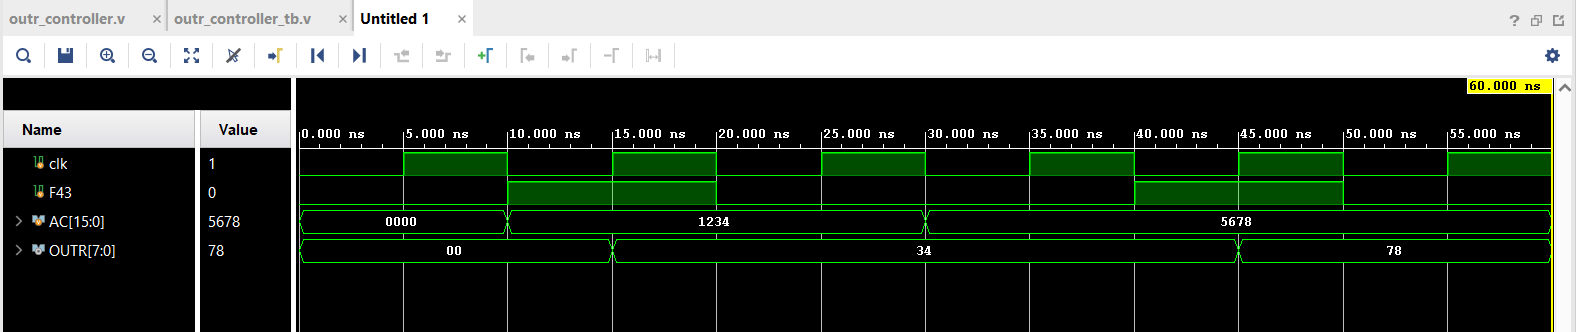 outr_controller.v × outr_controller_tb.v × Untitled 1 × ?
60.000 ns
Name Value 0.000 ns 5.000 ns 10.000 ns 15.000 ns 20.000 ns 25.000 ns 30.000 ns 35.000 ns 40.000 ns 45.000 ns 50.000 ns 55.000 ns
clk 1
F43 0
AC[15:0] 5678 0000 1234 5678
OUTR[7:0] 78 00 34 78